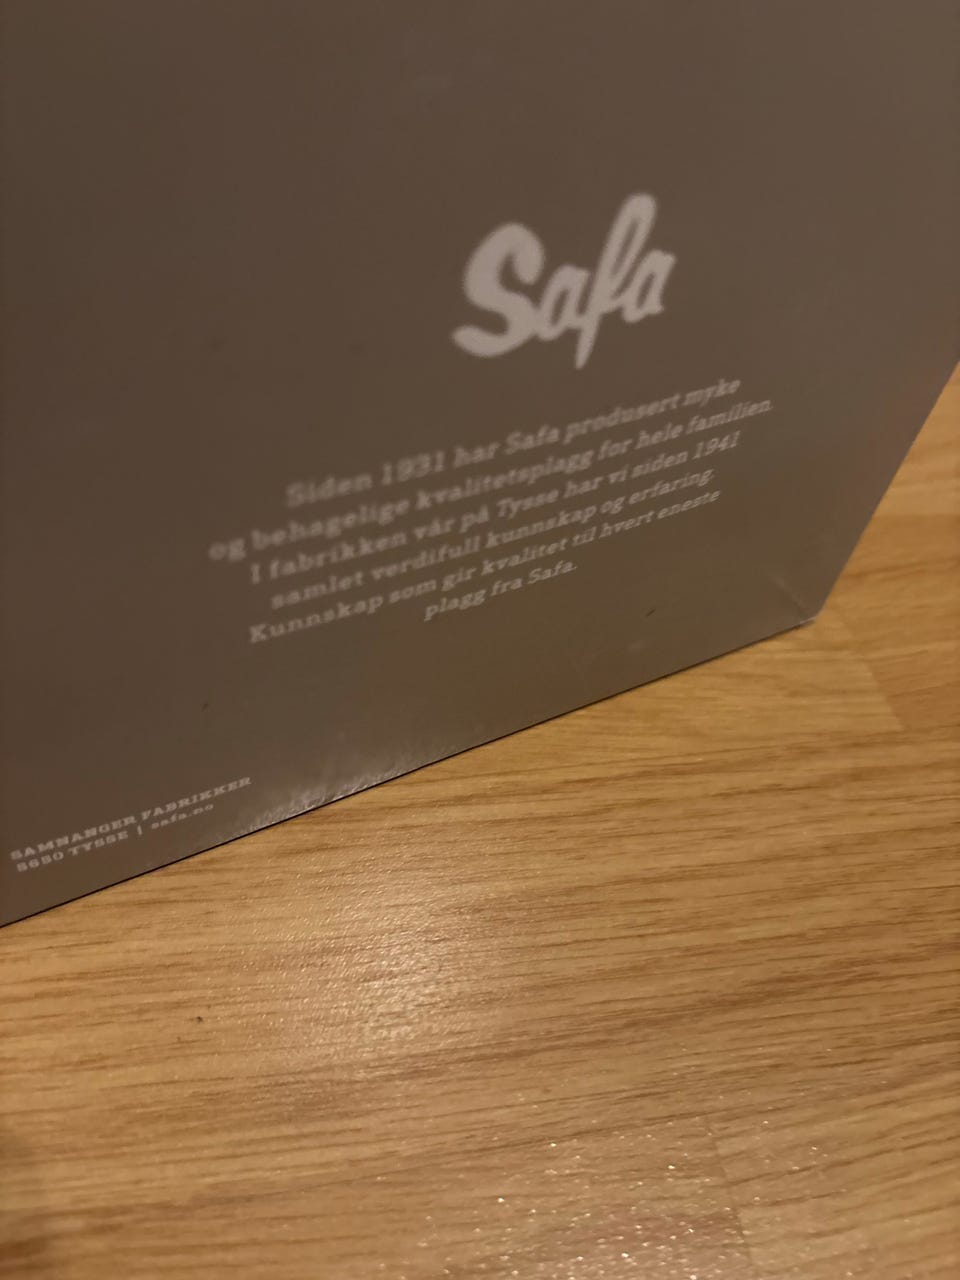 Safa
Siden 1931 har Safa produsert myke
og behagelige kvalitetsplagg for hele familien.
I fabrikken vår på Tysse har vi siden 1941
samlet verdifull kunnskap og erfaring.
Kunnskap som gir kvalitet til hvert eneste
plagg fra Safa.
SAMNANGER FABRIKKER
5650 TYSSE | safa.no